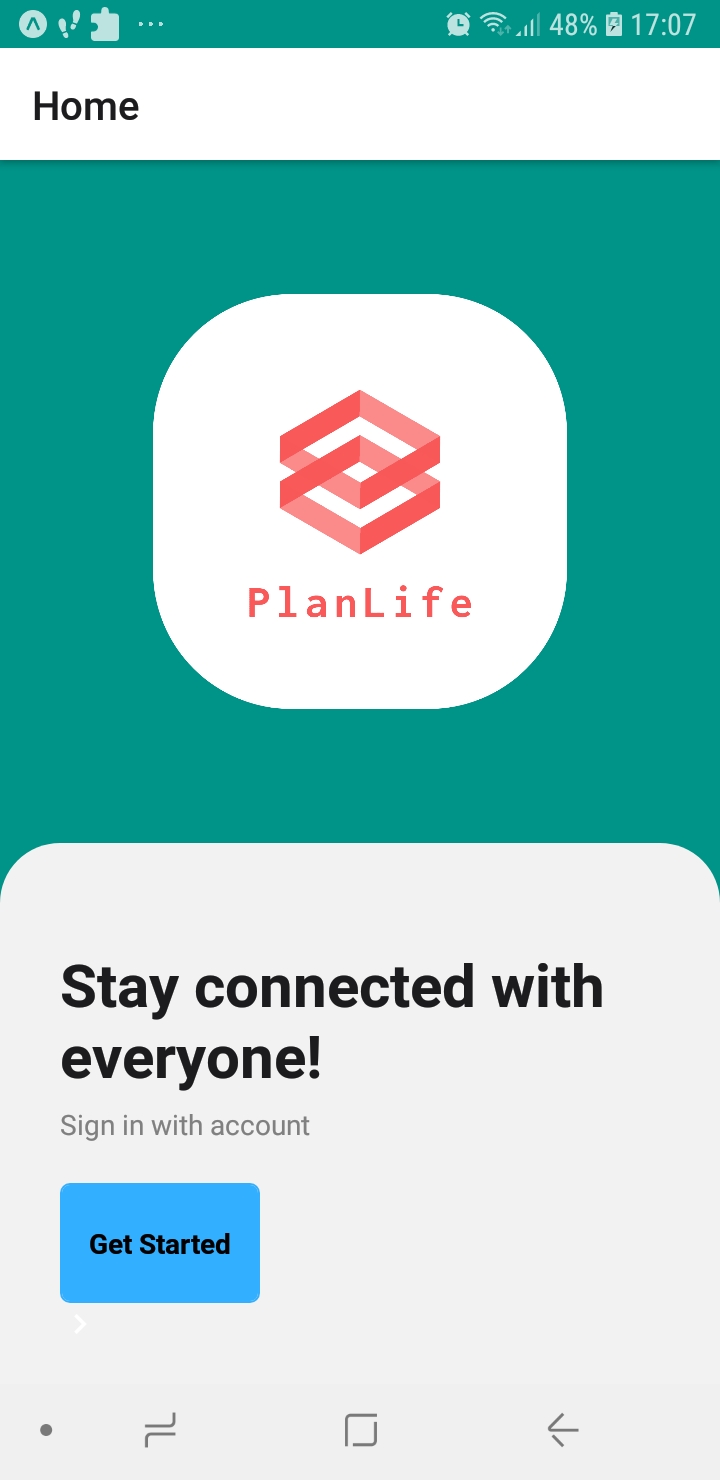 48% 17:07
Home
PlanLife
Stay connected with
everyone!
Sign in with account
Get Started